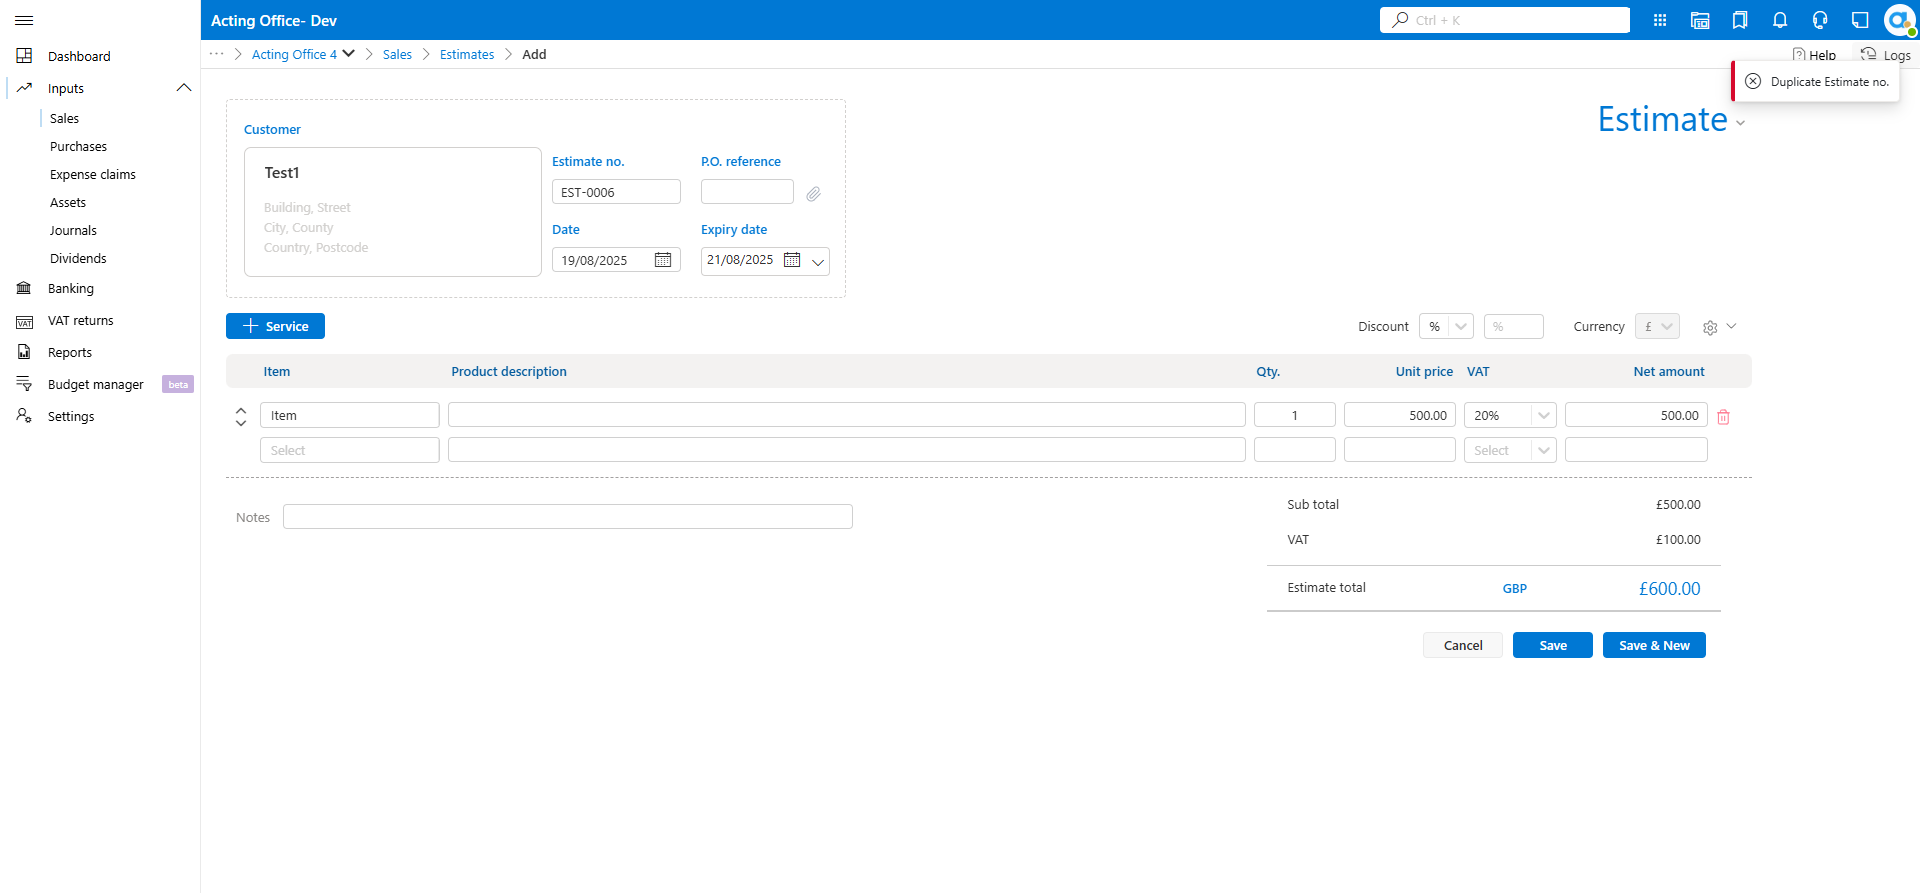 Acting Office- Dev
Ctrl + K
Dashboard
Inputs
Sales
Purchases
Expense claims
Assets
Journals
Dividends
Banking
VAT returns
Reports
Budget manager beta
Settings
··· Acting Office 4 Sales Estimates Add
Help Logs
Duplicate Estimate no.
Estimate
Customer
Test1
Building, Street
City, County
Country, Postcode
Estimate no. P.O. reference
EST-0006
Date Expiry date
19/08/2025 21/08/2025
Service
Discount % % Currency £
Item Product description Qty. Unit price VAT Net amount
Item 1 500.00 20% 500.00
Select Select
Notes
Sub total £500.00
VAT £100.00
Estimate total GBP £600.00
Cancel Save Save & New